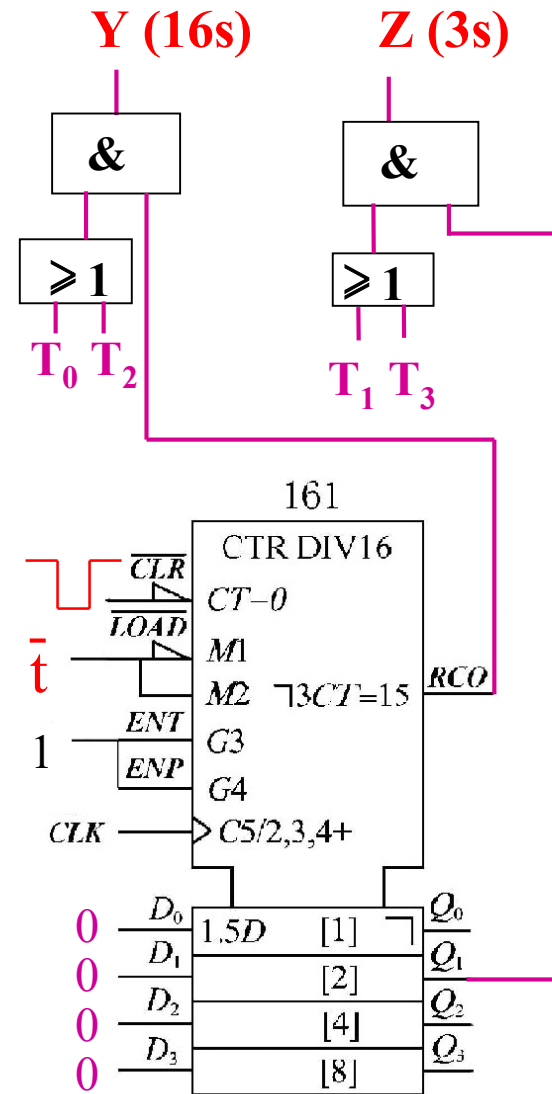 Y (16s) Z (3s)
& &
⩾1 ≥1
T₀ T₂ T₁ T₃
161
CTR DIV16
C̅L̅R̅ CT-0
L̅O̅A̅D̅
t̄ M1
M2 ┐3CT=15 RCO
ENT
1 G3
ENP
G4
CLK C5/2,3,4+
0 D₀ 1.5D [1] ┐ Q₀
0 D₁ [2] Q₁
0 D₂ [4] Q₂
0 D₃ [8] Q₃